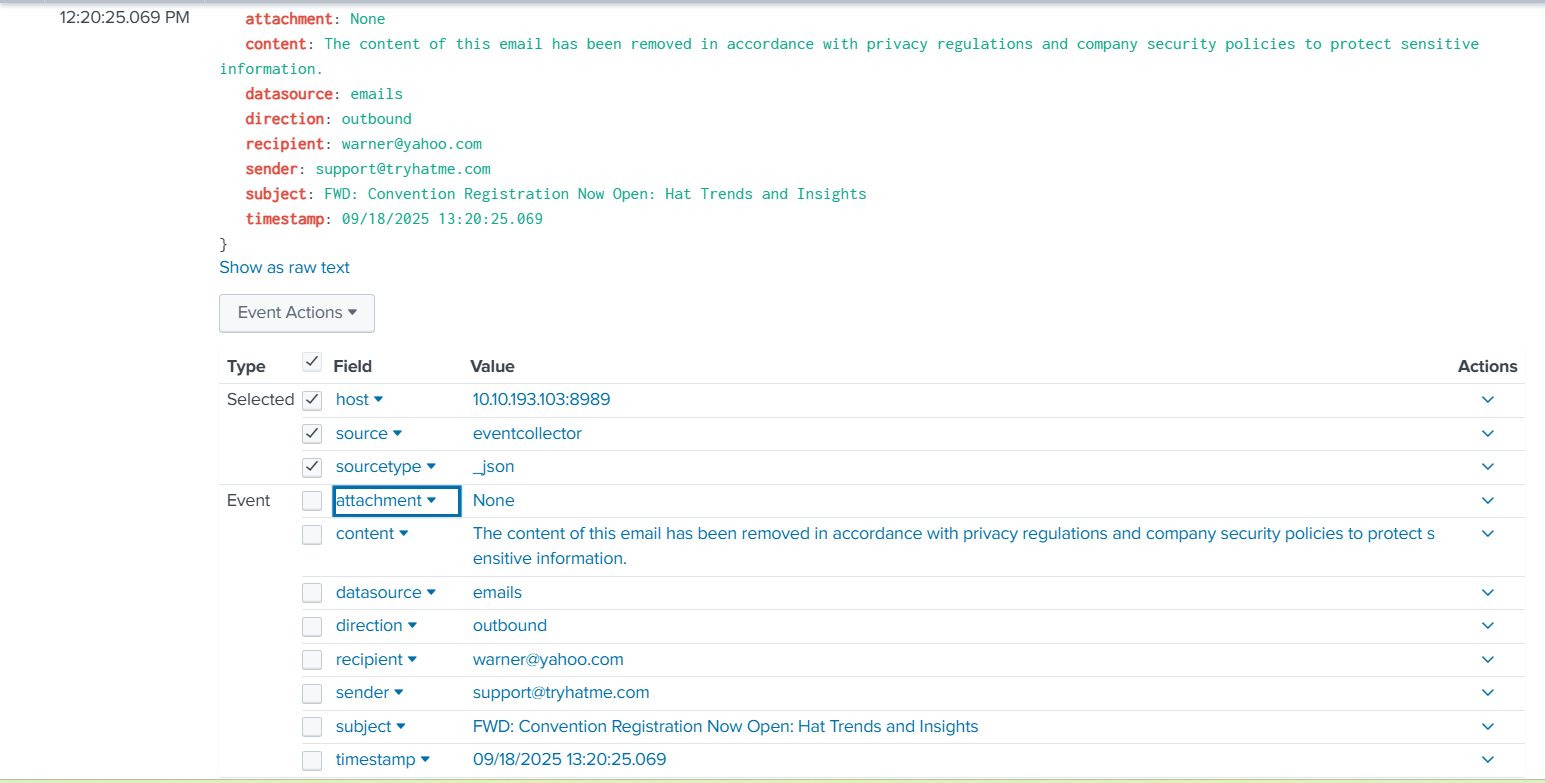 12:20:25.069 PM attachment: None
content: The content of this email has been removed in accordance with privacy regulations and company security policies to protect sensitive
information.
datasource: emails
direction: outbound
recipient: warner@yahoo.com
sender: support@tryhatme.com
subject: FWD: Convention Registration Now Open: Hat Trends and Insights
timestamp: 09/18/2025 13:20:25.069
}
Show as raw text
Event Actions
Type Field Value Actions
Selected host 10.10.193.103:8989
source eventcollector
sourcetype _json
Event attachment None
content The content of this email has been removed in accordance with privacy regulations and company security policies to protect s
ensitive information.
datasource emails
direction outbound
recipient warner@yahoo.com
sender support@tryhatme.com
subject FWD: Convention Registration Now Open: Hat Trends and Insights
timestamp 09/18/2025 13:20:25.069